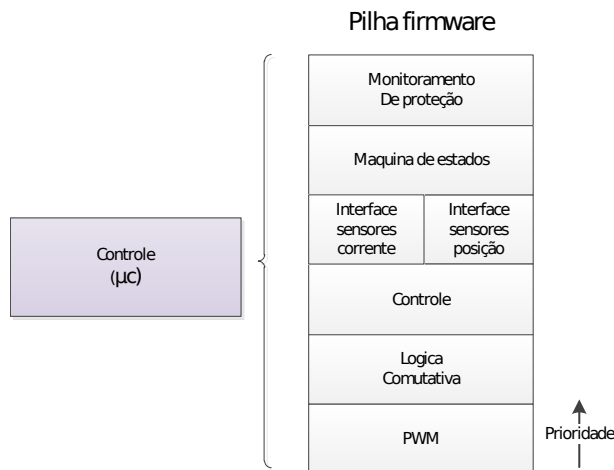 Pilha firmware
Monitoramento
De proteção
Maquina de estados
Interface
sensores
corrente
Interface
sensores
posição
Controle
(µc)
Controle
Logica
Comutativa
PWM
Prioridade